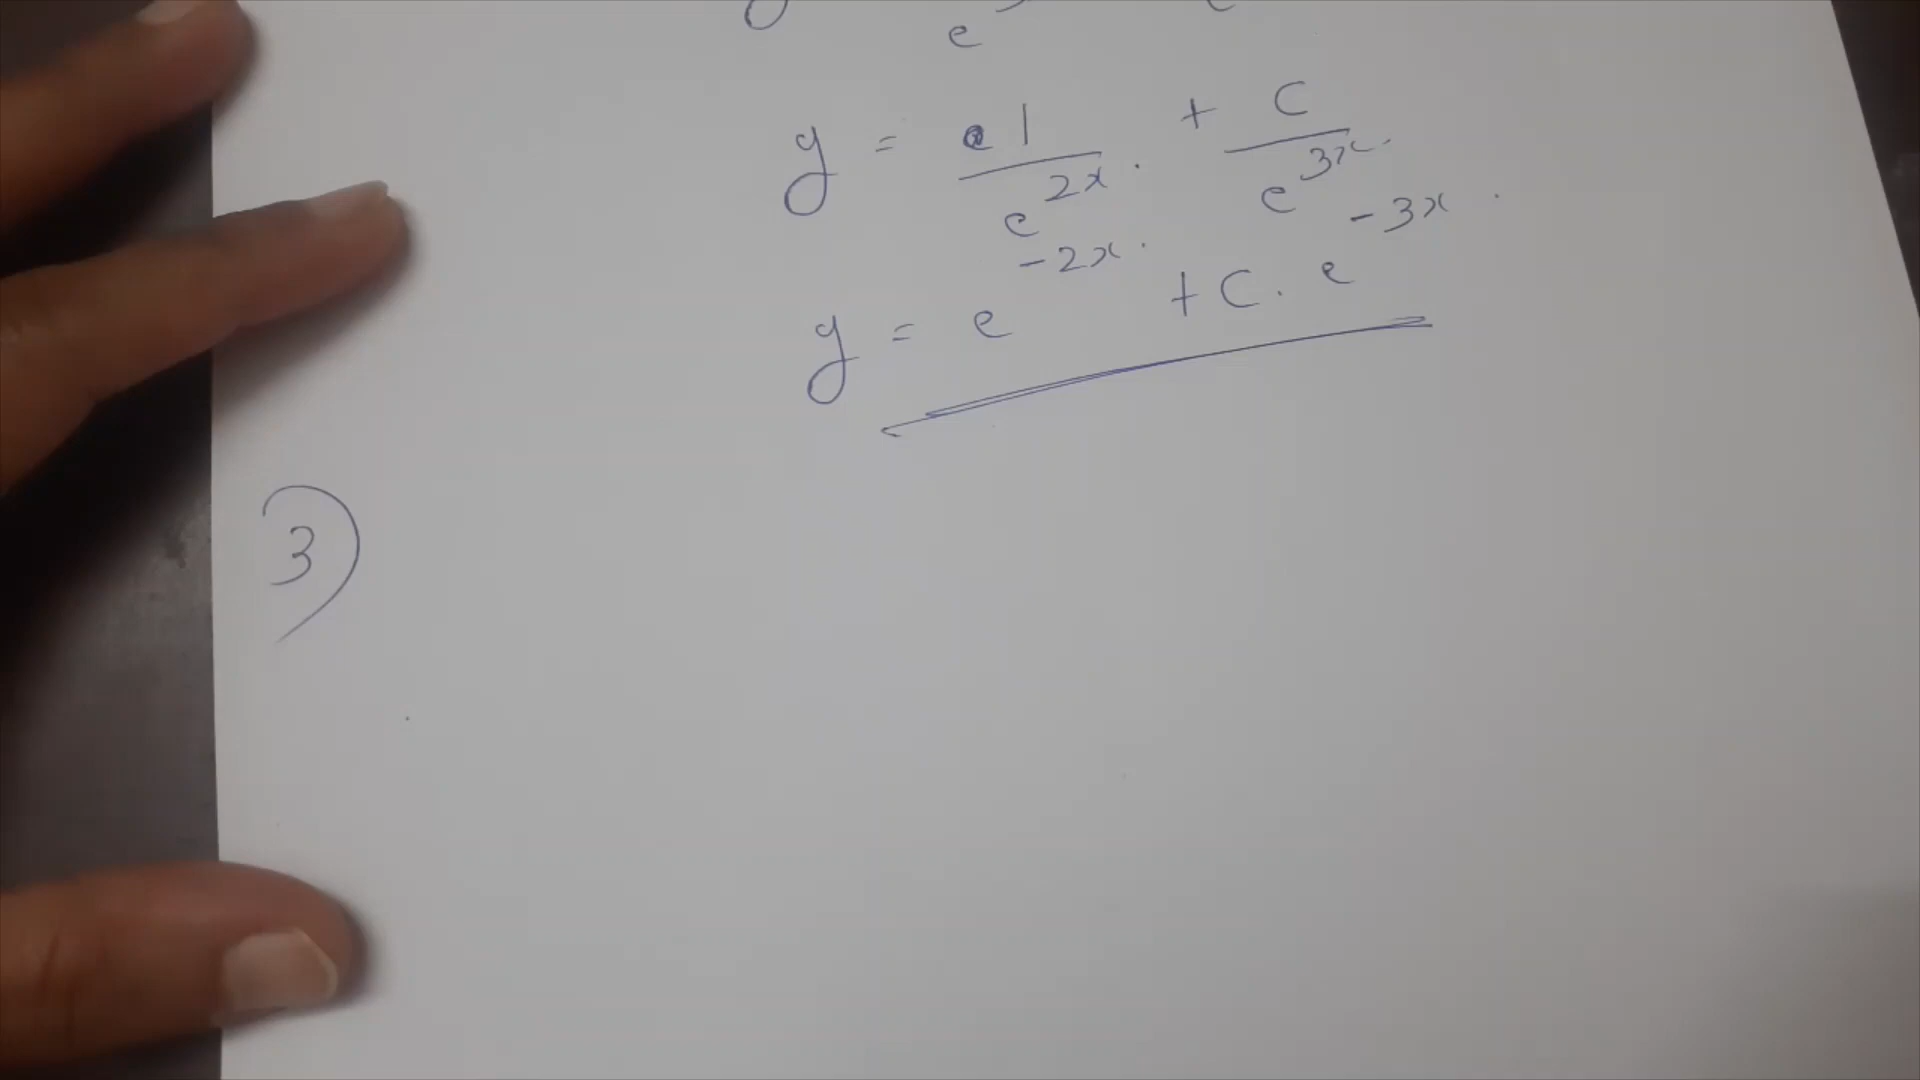 y = 1/e^2x + C/e^3x
y = e^-2x + C. e^-3x
3)